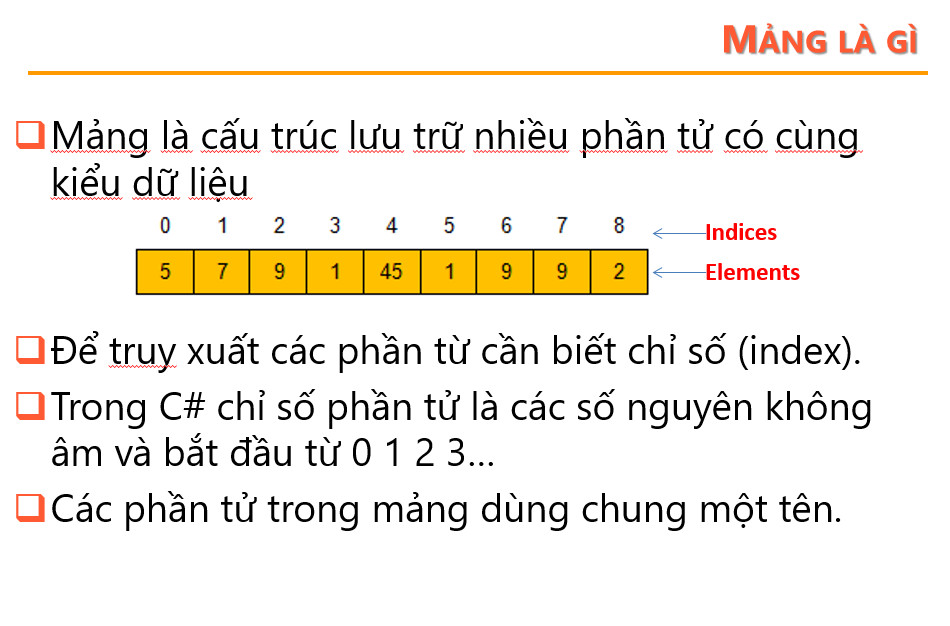 MẢNG LÀ GÌ
Mảng là cấu trúc lưu trữ nhiều phần tử có cùng
kiểu dữ liệu
0 1 2 3 4 5 6 7 8 Indices
5 7 9 1 45 1 9 9 2 Elements
Để truy xuất các phần từ cần biết chỉ số (index).
Trong C# chỉ số phần tử là các số nguyên không
âm và bắt đầu từ 0 1 2 3...
Các phần tử trong mảng dùng chung một tên.